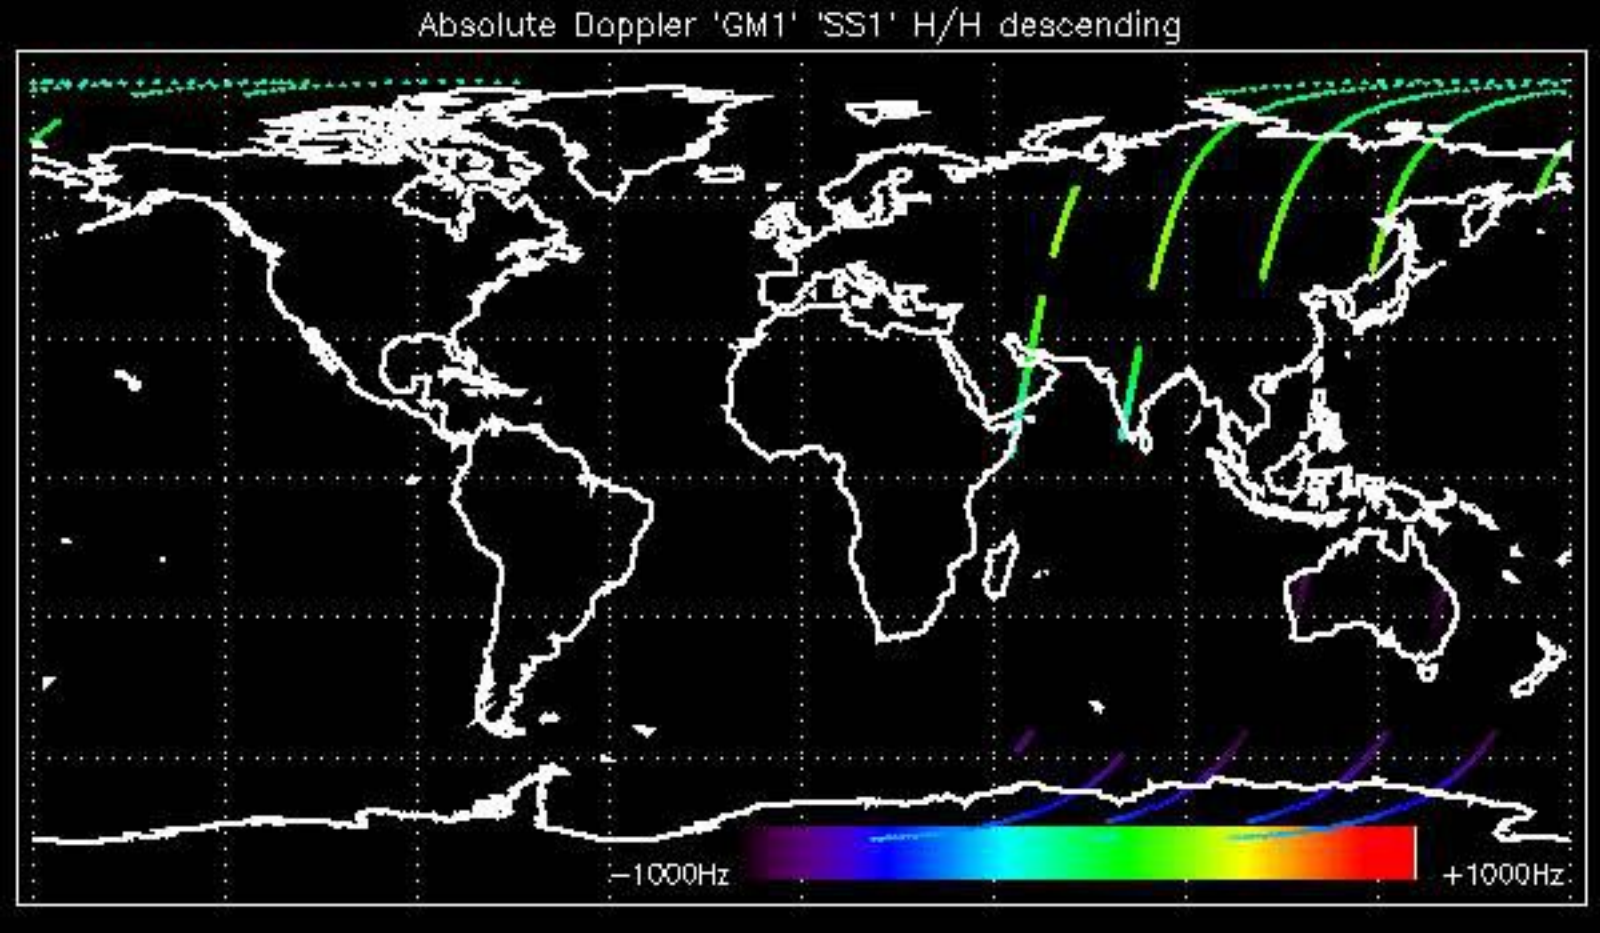 Absolute Doppler 'GM1' 'SS1' H/H descending
−1000Hz
+1000Hz